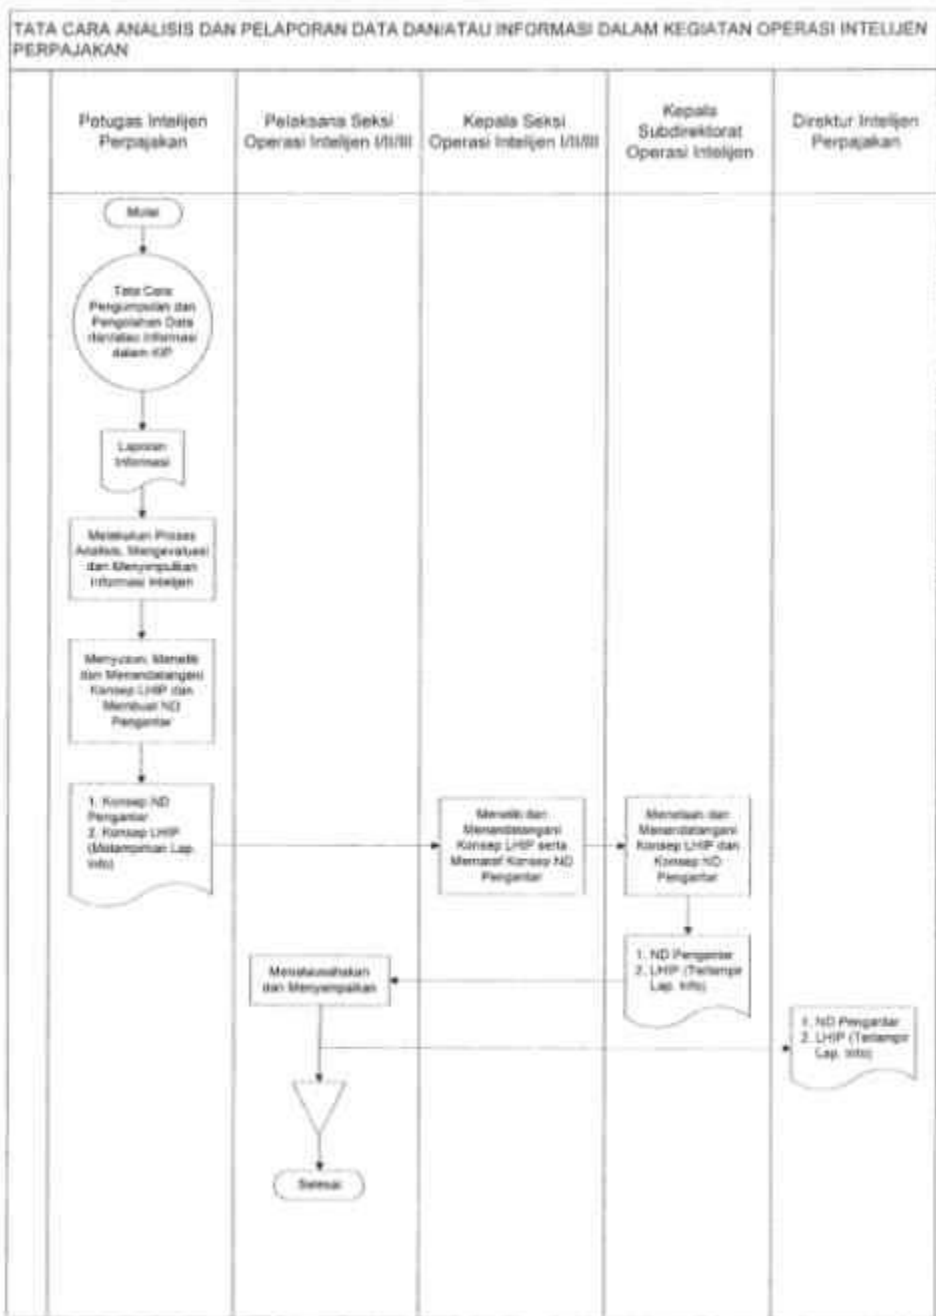 TATA CARA ANALISIS DAN PELAPORAN DATA DAN/ATAU INFORMASI DALAM KEGIATAN OPERASI INTELIJEN
PERPAJAKAN
Petugas Intelijen
Perpajakan
Pelaksana Seksi
Operasi Intelijen I/II/III
Kepala Seksi
Operasi Intelijen I/II/III
Kepala
Subdirektorat
Operasi Intelijen
Direktur Intelijen
Perpajakan
Mulai
Tata Cara
Pengumpulan dan
Pengolahan Data
dan/atau Informasi
dalam KIP
Laporan
Informasi
Melakukan Proses
Analisis, Mengevaluasi
dan Menyimpulkan
Informasi Intelijen
Menyusun, Meneliti
dan Menandatangani
Konsep LHIP dan
Membuat ND
Pengantar
1. Konsep ND
Pengantar
2. Konsep LHIP
(Melampirkan Lap.
Info)
Meneliti dan
Menandatangani
Konsep LHIP serta
Memaraf Konsep ND
Pengantar
Menelaah dan
Menandatangani
Konsep LHIP dan
Konsep ND
Pengantar
1. ND Pengantar
2. LHIP (Terlampir
Lap. Info)
Menatausahakan
dan Menyampaikan
1. ND Pengantar
2. LHIP (Terlampir
Lap. Info)
Selesai